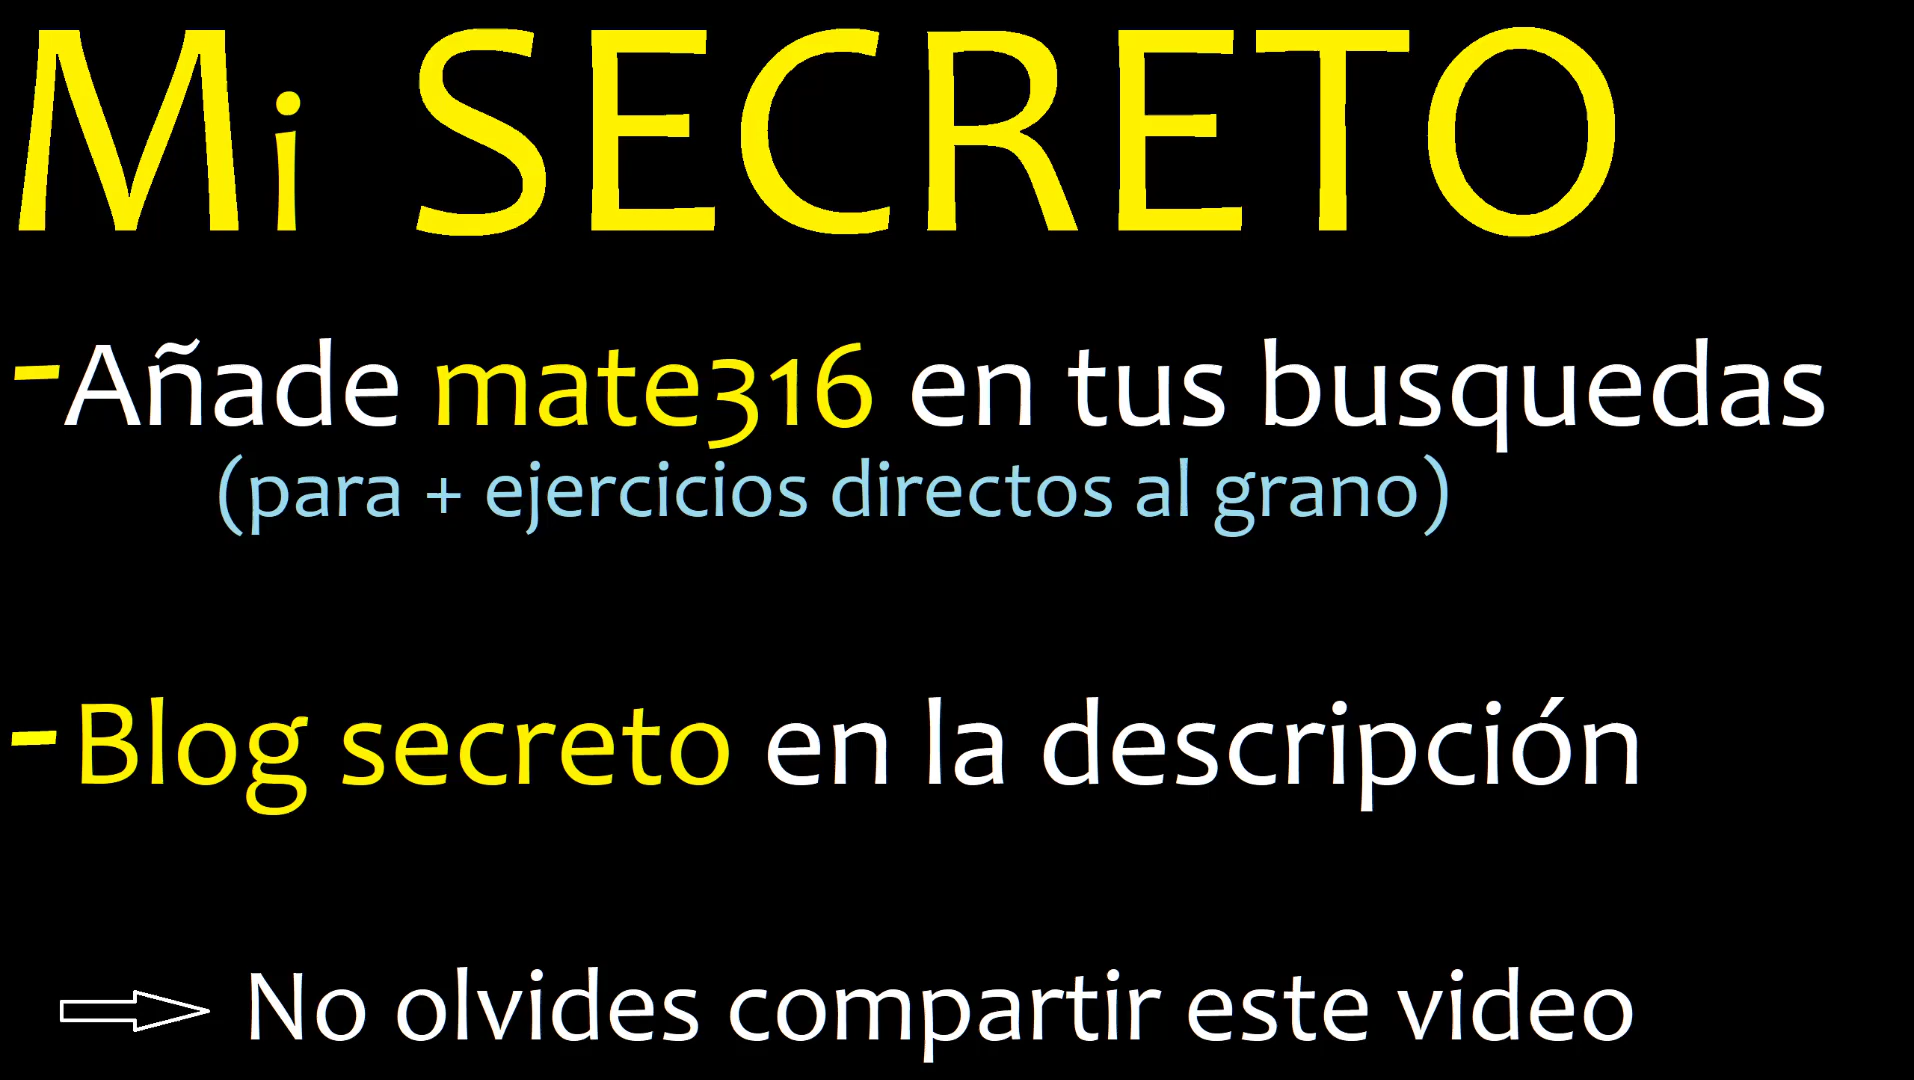 Mi SECRETO
-Añade mate316 en tus busquedas
(para + ejercicios directos al grano)
-Blog secreto en la descripción
No olvides compartir este video